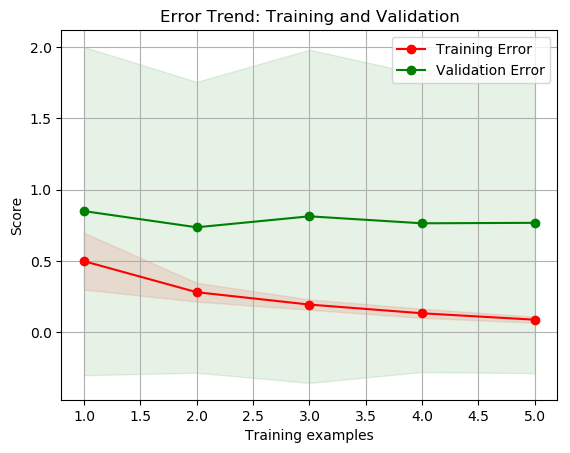 Error Trend: Training and Validation
Training Error
Validation Error
Score
2.0
1.5
1.0
0.5
0.0
1.0 1.5 2.0 2.5 3.0 3.5 4.0 4.5 5.0
Training examples